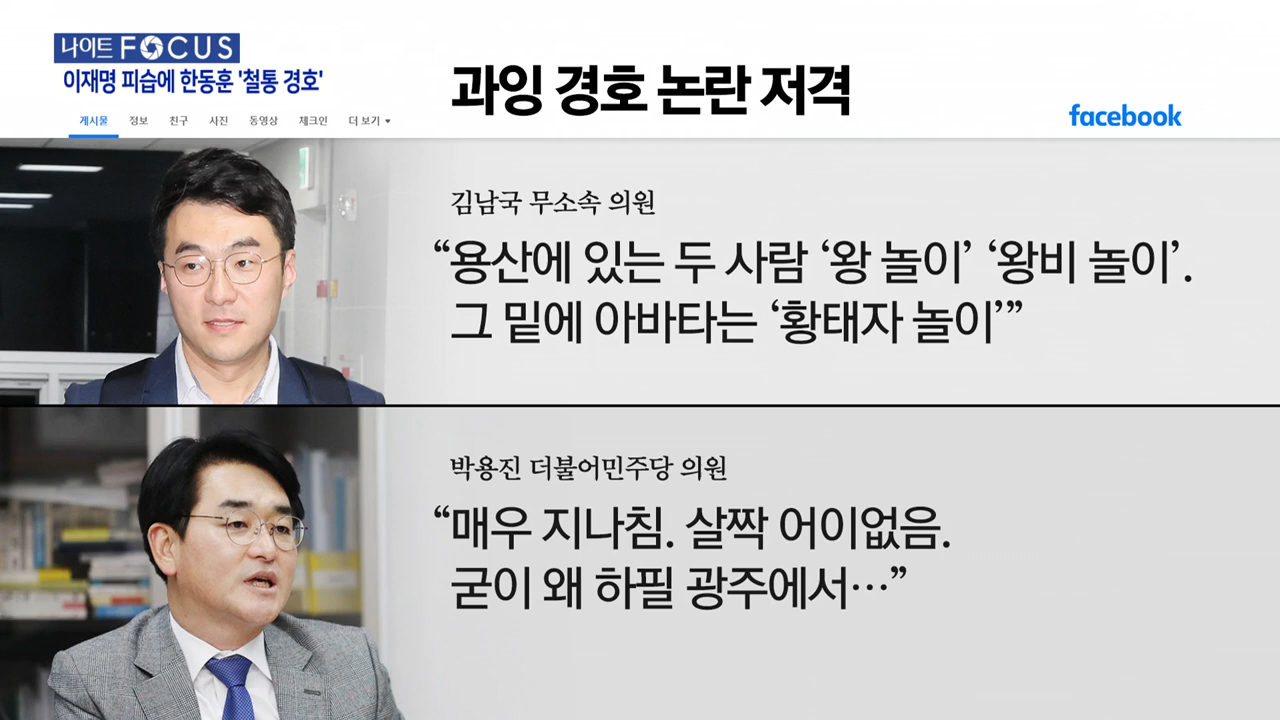 나이트 FOCUS
이재명 피습에 한동훈 '철통 경호'
과잉 경호 논란 저격
게시물 정보 친구 사진 동영상 체크인 더 보기 ▾
facebook
김남국 무소속 의원
“용산에 있는 두 사람 ‘왕 놀이’ ‘왕비 놀이’.
그 밑에 아바타는 ‘황태자 놀이’”
박용진 더불어민주당 의원
“매우 지나침. 살짝 어이없음.
굳이 왜 하필 광주에서…”